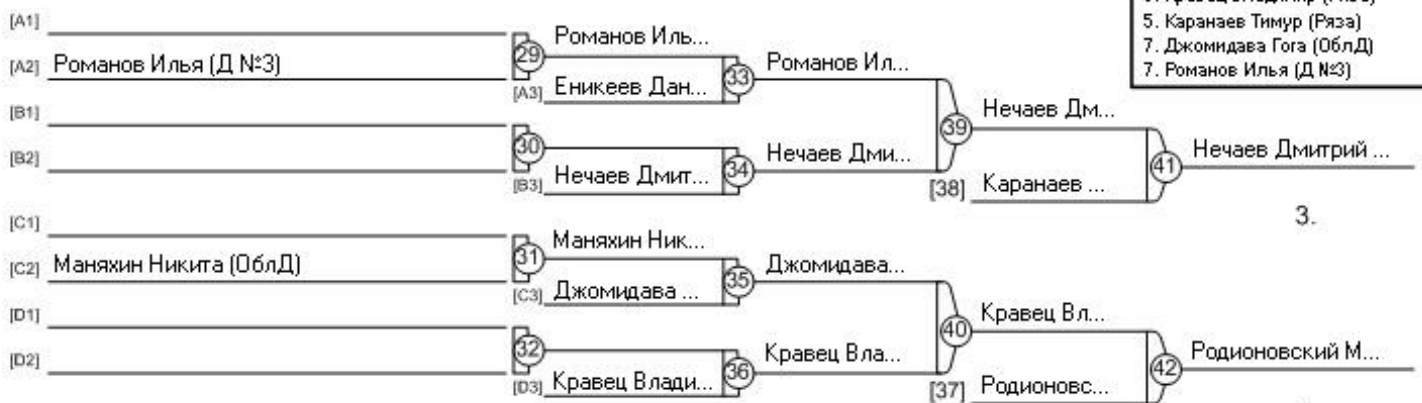 5. Каранаев Тимур (Ряза)
7. Джомидава Гога (ОблД)
7. Романов Илья (Д №3)
[A1]
[A2] Романов Илья (Д №3)
29
Романов Иль...
[A3] Еникеев Дан...
33
Романов Ил...
[B1]
[B2]
30
[B3] Нечаев Дмит...
34
Нечаев Дми...
39
Нечаев Дм...
[38] Каранаев ...
41
Нечаев Дмитрий ...
3.
[C1]
[C2] Маняхин Никита (ОблД)
31
Маняхин Ник...
[C3] Джомидава ...
35
Джомидава...
[D1]
[D2]
32
[D3] Кравец Влади...
36
Кравец Вла...
40
Кравец Вл...
[37] Родионовс...
42
Родионовский М...